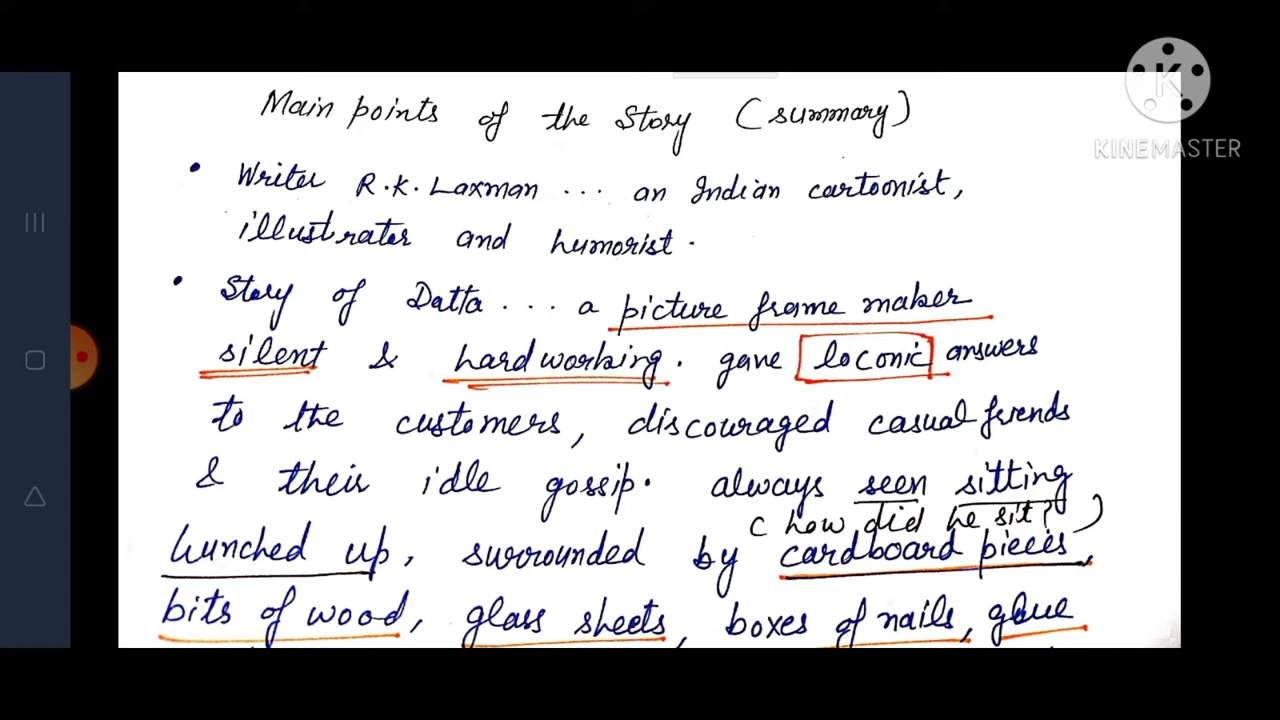 Main points of the Story (summary)
KINEMASTER
• Writer R.K. Laxman ... an Indian cartoonist,
illustrater and humorist.
• Story of Datta ... a picture frame maker
silent & hardworking. gave loconic answers
to the customers, discouraged casual friends
& their idle gossip. always seen sitting
( how did he sit? )
hunched up, surrounded by cardboard pieces,
bits of wood, glass sheets, boxes of nails, glue